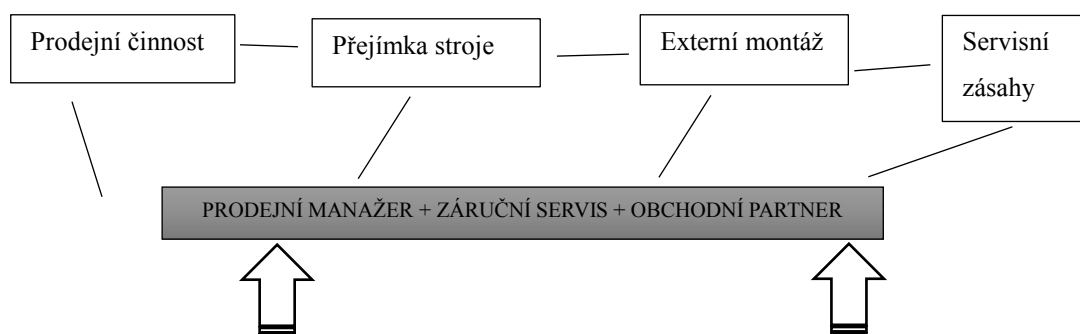 Prodejní činnost
Přejímka stroje
Externí montáž
Servisní
zásahy
PRODEJNÍ MANAŽER + ZÁRUČNÍ SERVIS + OBCHODNÍ PARTNER